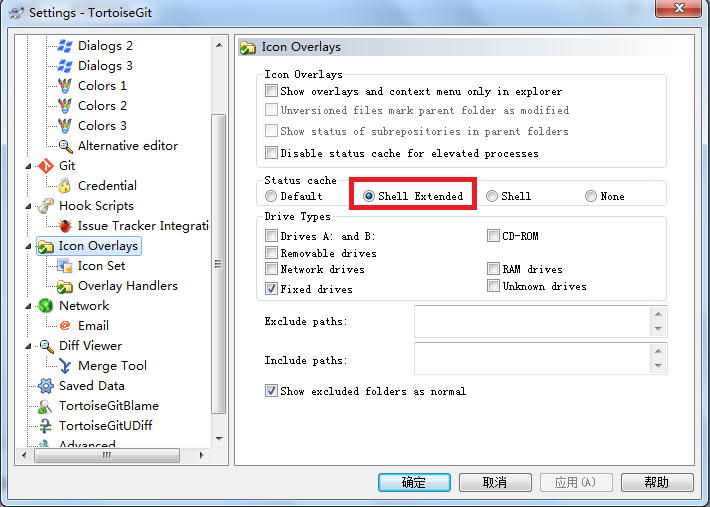 Settings - TortoiseGit
Dialogs 2
Dialogs 3
Colors 1
Colors 2
Colors 3
Alternative editor
Git
Credential
Hook Scripts
Issue Tracker Integratio
Icon Overlays
Icon Set
Overlay Handlers
Network
Email
Diff Viewer
Merge Tool
Saved Data
TortoiseGitBlame
TortoiseGitUDiff
Advanced
Icon Overlays
Icon Overlays
Show overlays and context menu only in explorer
Unversioned files mark parent folder as modified
Show status of subrepositories in parent folders
Disable status cache for elevated processes
Status cache
Default Shell Extended Shell None
Drive Types
Drives A: and B: CD-ROM
Removable drives
Network drives RAM drives
Fixed drives Unknown drives
Exclude paths:
Include paths:
Show excluded folders as normal
确定 取消 应用(A) 帮助